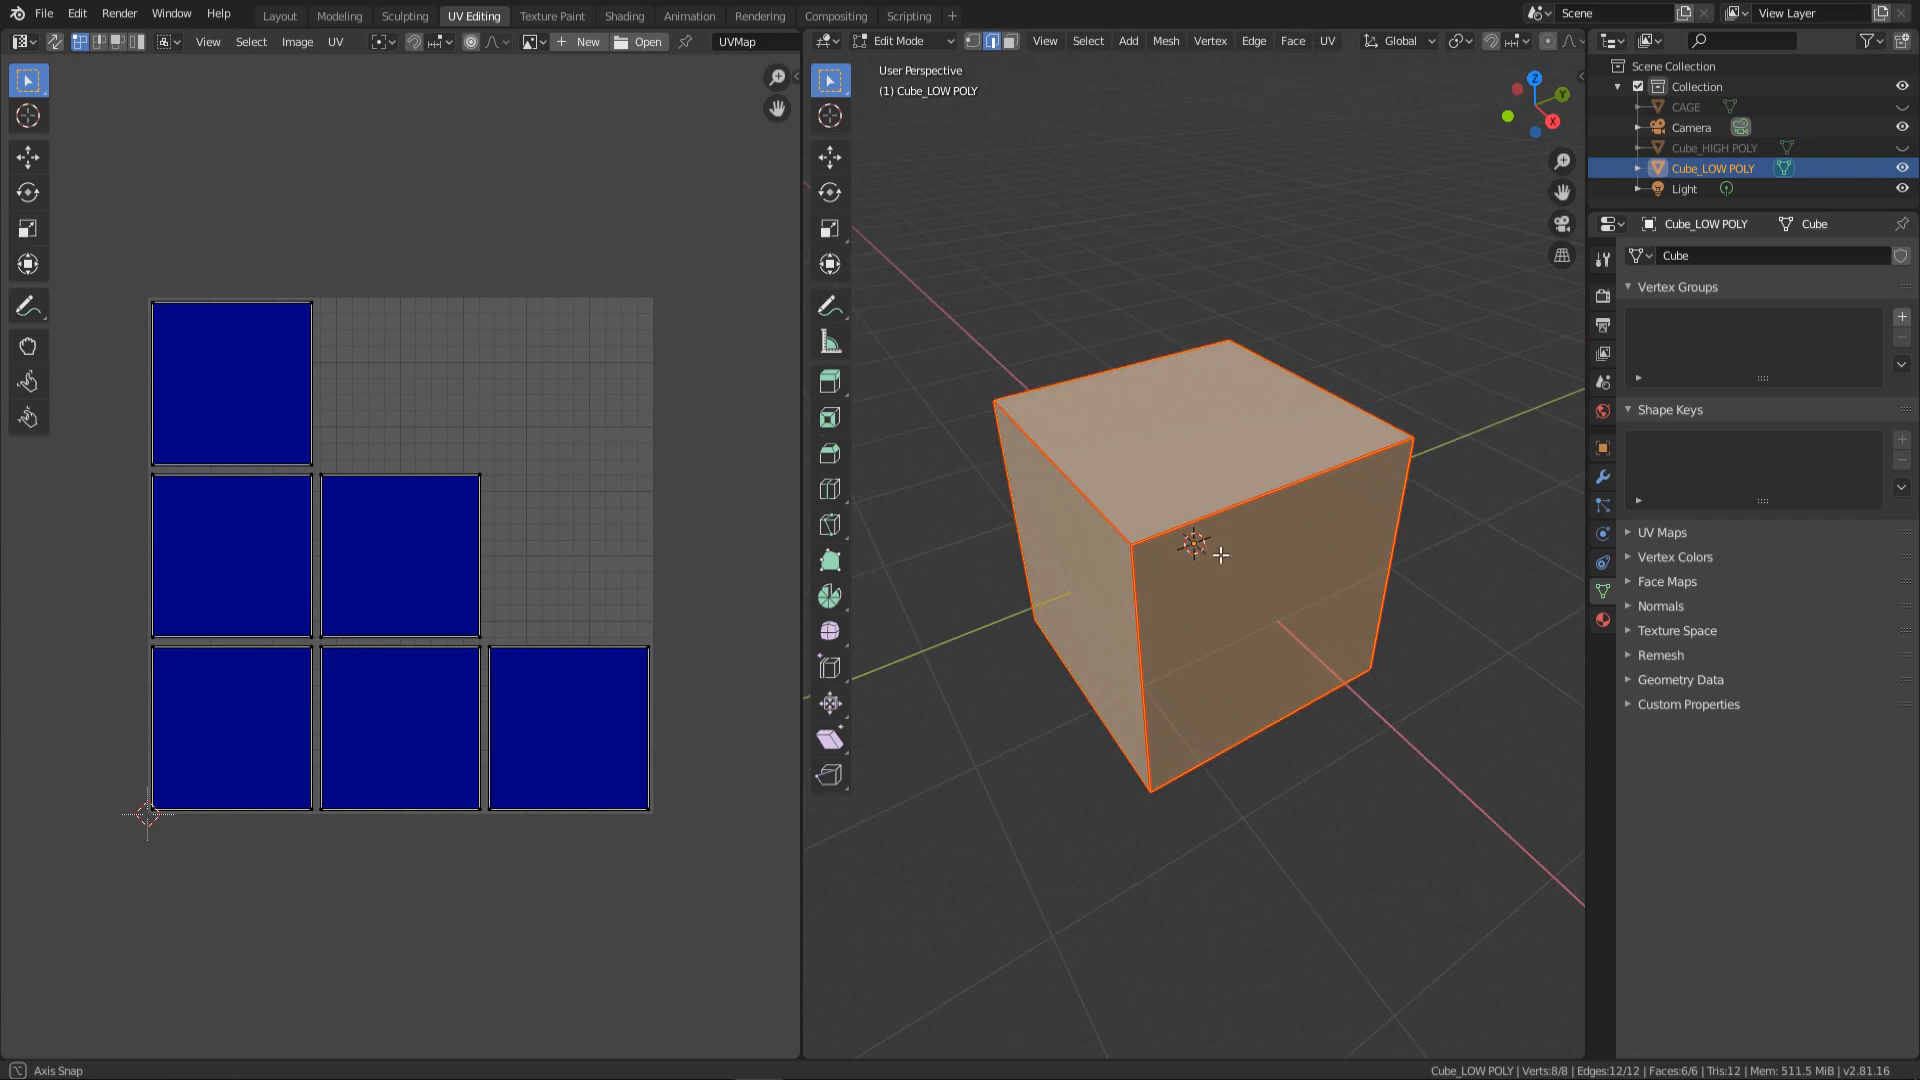 File Edit Render Window Help
Layout Modeling Sculpting UV Editing Texture Paint Shading Animation Rendering Compositing Scripting +
Scene
View Layer
View Select Image UV
+ New Open
UVMap
Edit Mode
View Select Add Mesh Vertex Edge Face UV
Global
User Perspective
(1) Cube_LOW POLY
Z
Y
X
Scene Collection
Collection
CAGE
Camera
Cube_HIGH POLY
Cube_LOW POLY
Light
Cube_LOW POLY Cube
Cube
Vertex Groups
Shape Keys
UV Maps
Vertex Colors
Face Maps
Normals
Texture Space
Remesh
Geometry Data
Custom Properties
Axis Snap
Cube_LOW POLY | Verts:8/8 | Edges:12/12 | Faces:6/6 | Tris:12 | Mem: 511.5 MiB | v2.81.16